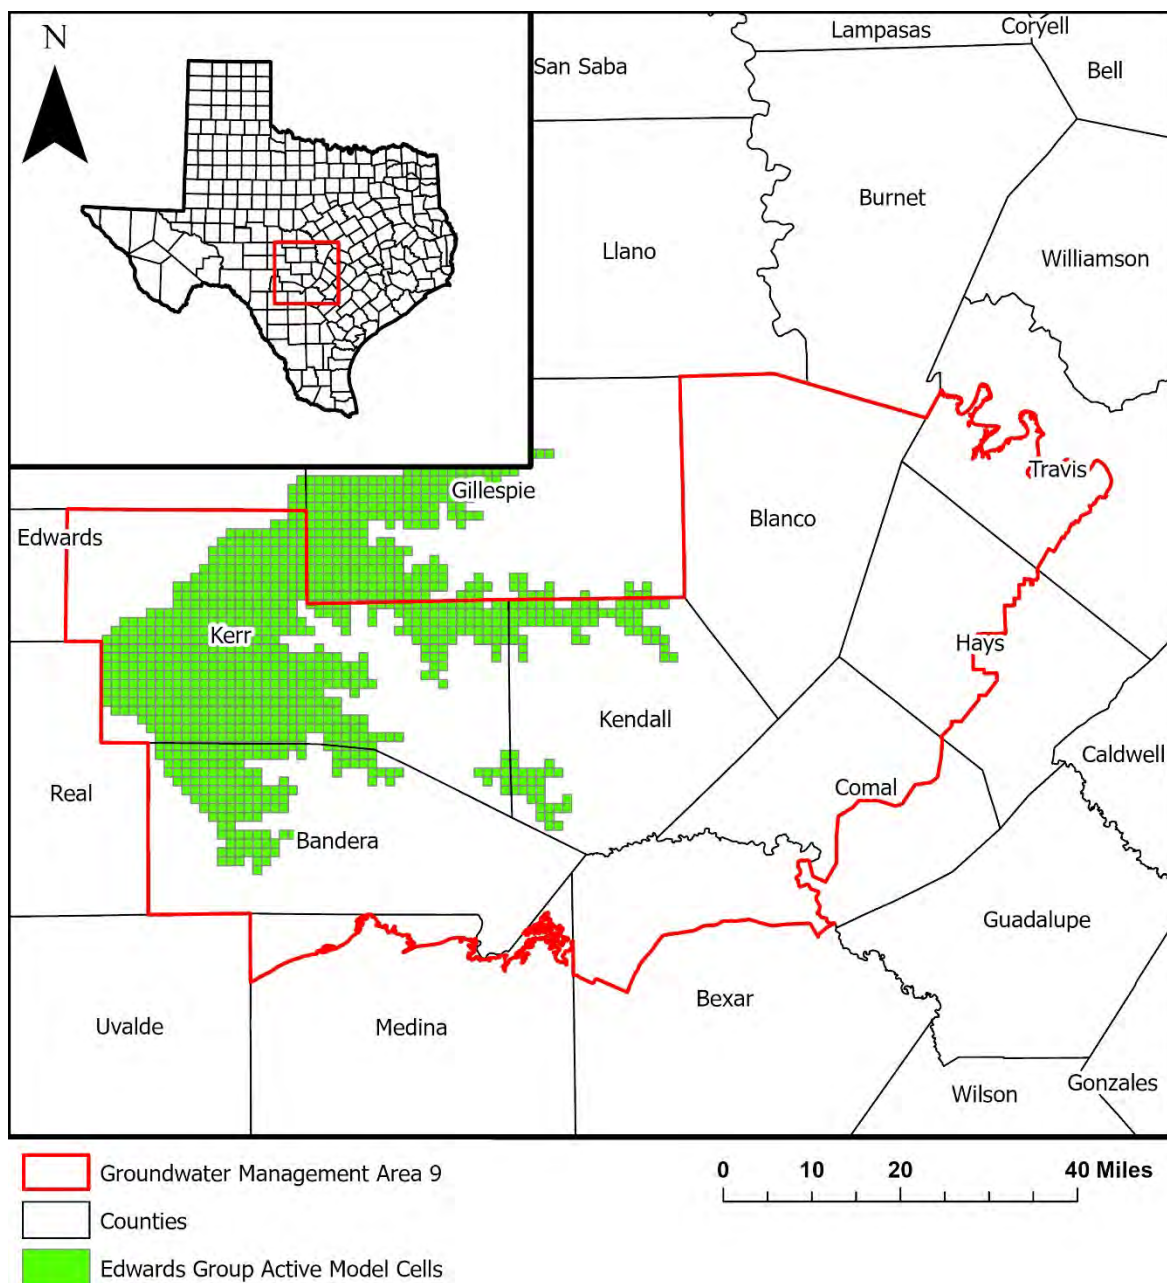 N
Lampasas
Coryell
San Saba
Bell
Burnet
Llano
Williamson
Gillespie
Travis
Blanco
Edwards
Kerr
Hays
Kendall
Caldwell
Real
Comal
Bandera
Guadalupe
Bexar
Uvalde
Medina
Wilson
Gonzales
Groundwater Management Area 9
0 10 20 40 Miles
Counties
Edwards Group Active Model Cells